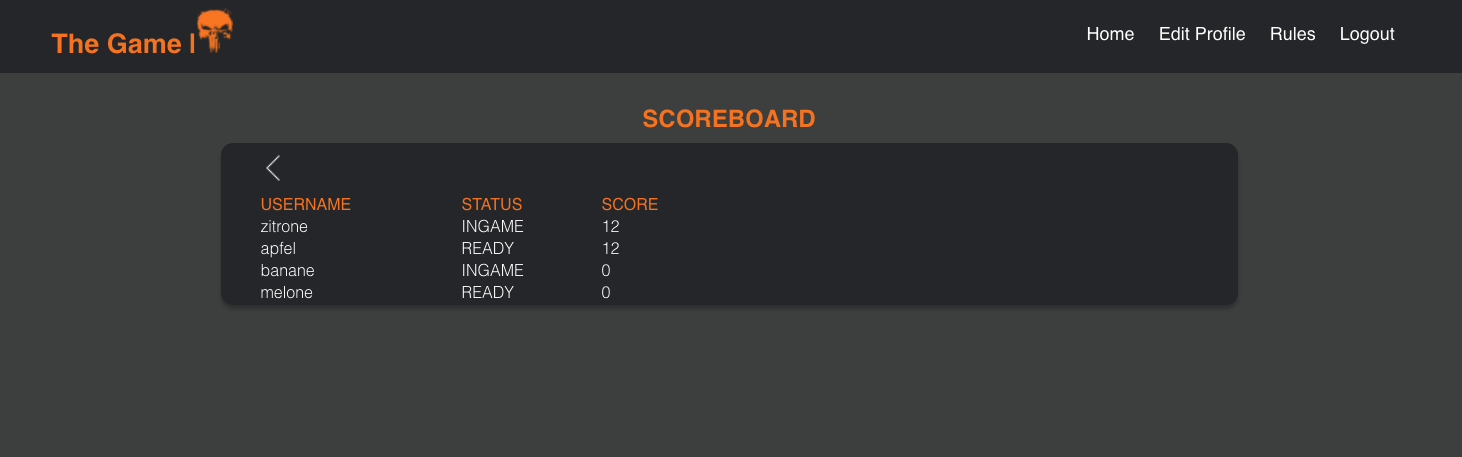 The Game |
Home Edit Profile Rules Logout
SCOREBOARD
USERNAME STATUS SCORE
zitrone INGAME 12
apfel READY 12
banane INGAME 0
melone READY 0